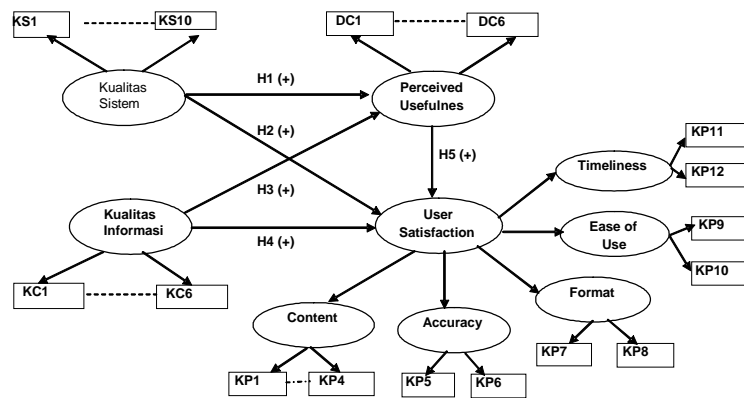 KS1
KS10
DC1
DC6
Kualitas
Sistem
H1 (+)
Perceived
Usefulnes
H2 (+)
H5 (+)
KP11
Timeliness
KP12
H3 (+)
Kualitas
Informasi
User
Satisfaction
Ease of
Use
KP9
H4 (+)
KP10
KC1
KC6
Format
Content
Accuracy
KP7
KP8
KP1
KP4
KP5
KP6